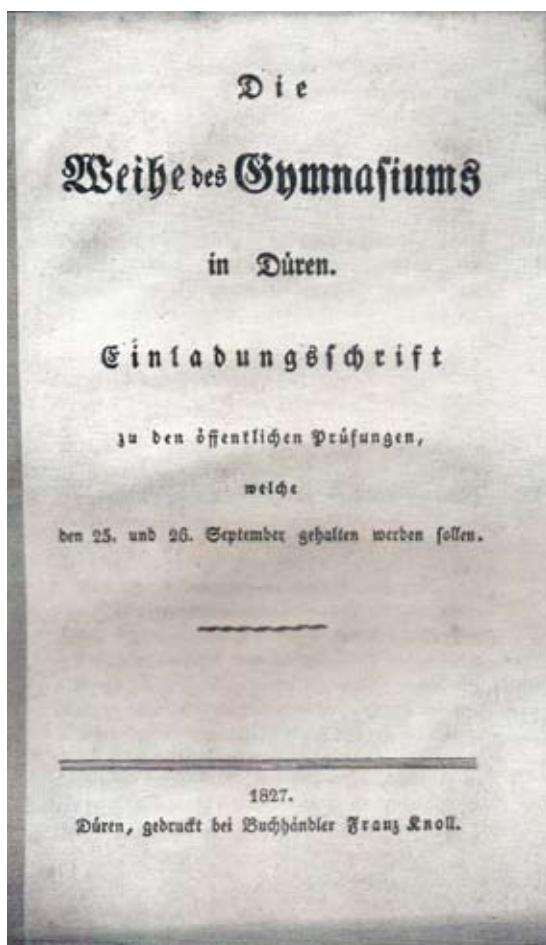 Die
Weihe des Gymnasiums
in Düren.
Einladungsschrift
zu den öffentlichen Prüfungen,
welche
den 25. und 26. September gehalten werden sollen.
1827.
Düren, gedruckt bei Buchhändler Franz Knoll.